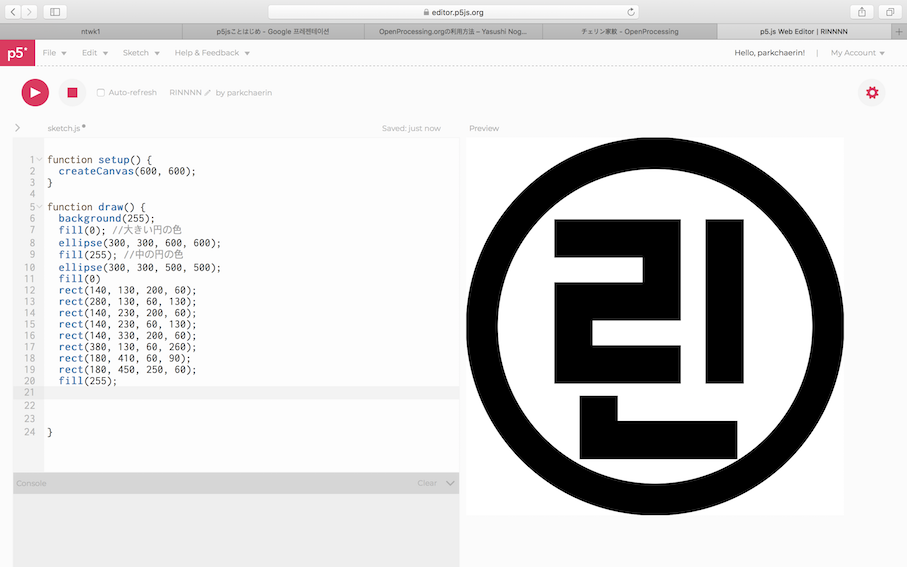 editor.p5js.org
ntwk1
p5jsことはじめ - Google 프레젠테이션
OpenProcessing.orgの利用方法 – Yasushi Nog...
チェリン家紋 - OpenProcessing
p5.js Web Editor | RINNNN
p5*
File
Edit
Sketch
Help & Feedback
Hello, parkchaerin!
|
My Account
Auto-refresh
RINNNN
by parkchaerin
sketch.js
Saved: just now
Preview
1 function setup() {
2 createCanvas(600, 600);
3 }
4
5 function draw() {
6 background(255);
7 fill(0); //大きい円の色
8 ellipse(300, 300, 600, 600);
9 fill(255); //中の円の色
10 ellipse(300, 300, 500, 500);
11 fill(0)
12 rect(140, 130, 200, 60);
13 rect(280, 130, 60, 130);
14 rect(140, 230, 200, 60);
15 rect(140, 230, 60, 130);
16 rect(140, 330, 200, 60);
17 rect(380, 130, 60, 260);
18 rect(180, 410, 60, 90);
19 rect(180, 450, 250, 60);
20 fill(255);
21
22
23
24 }
린
Console
Clear